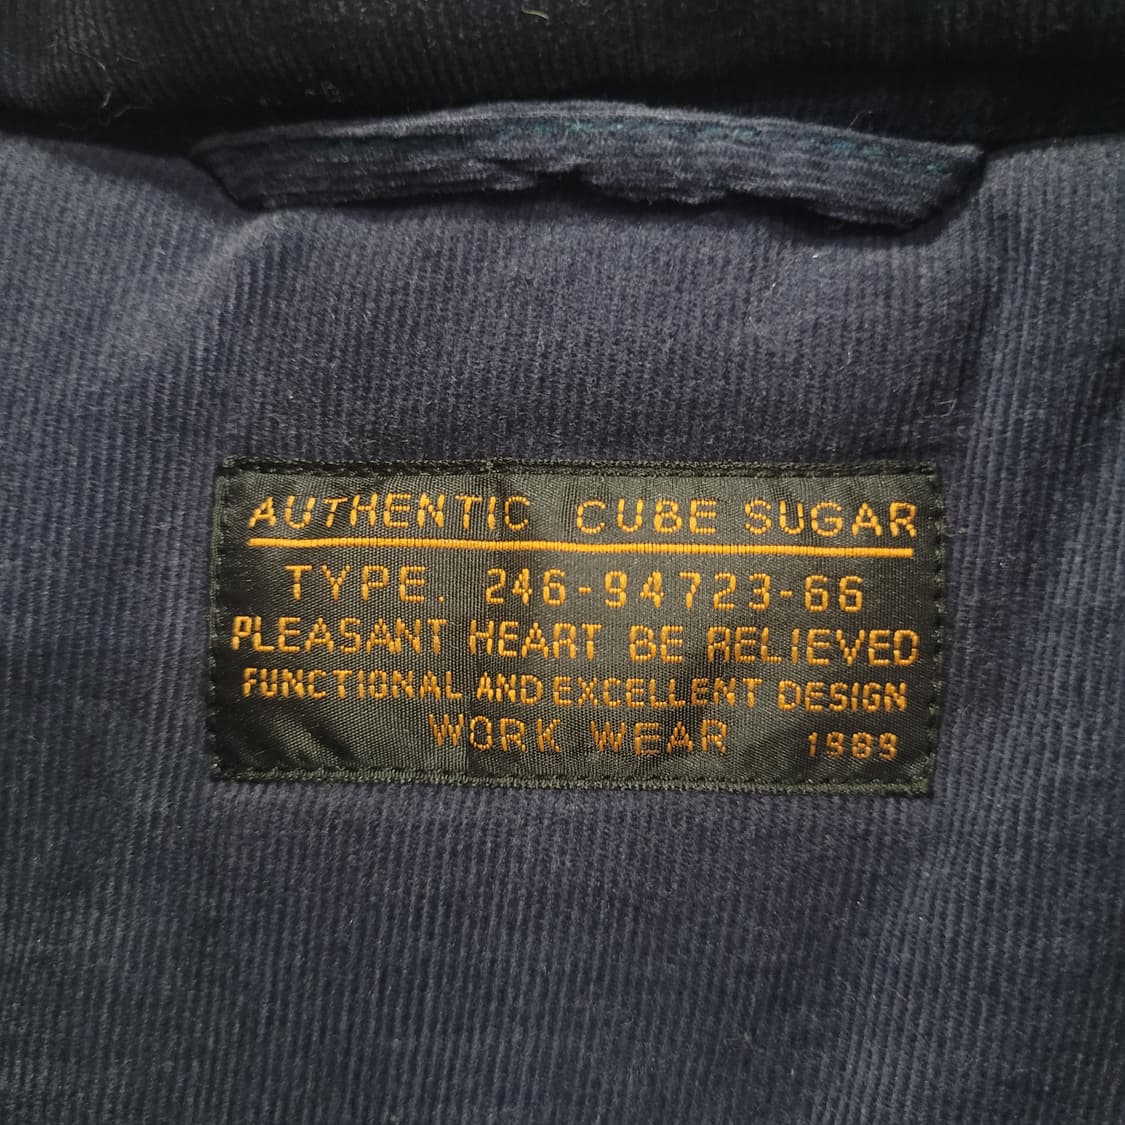 AUTHENTIC CUBE SUGAR
TYPE. 246-94723-66
PLEASANT HEART BE RELIEVED
FUNCTIONAL AND EXCELLENT DESIGN
WORK WEAR 1989